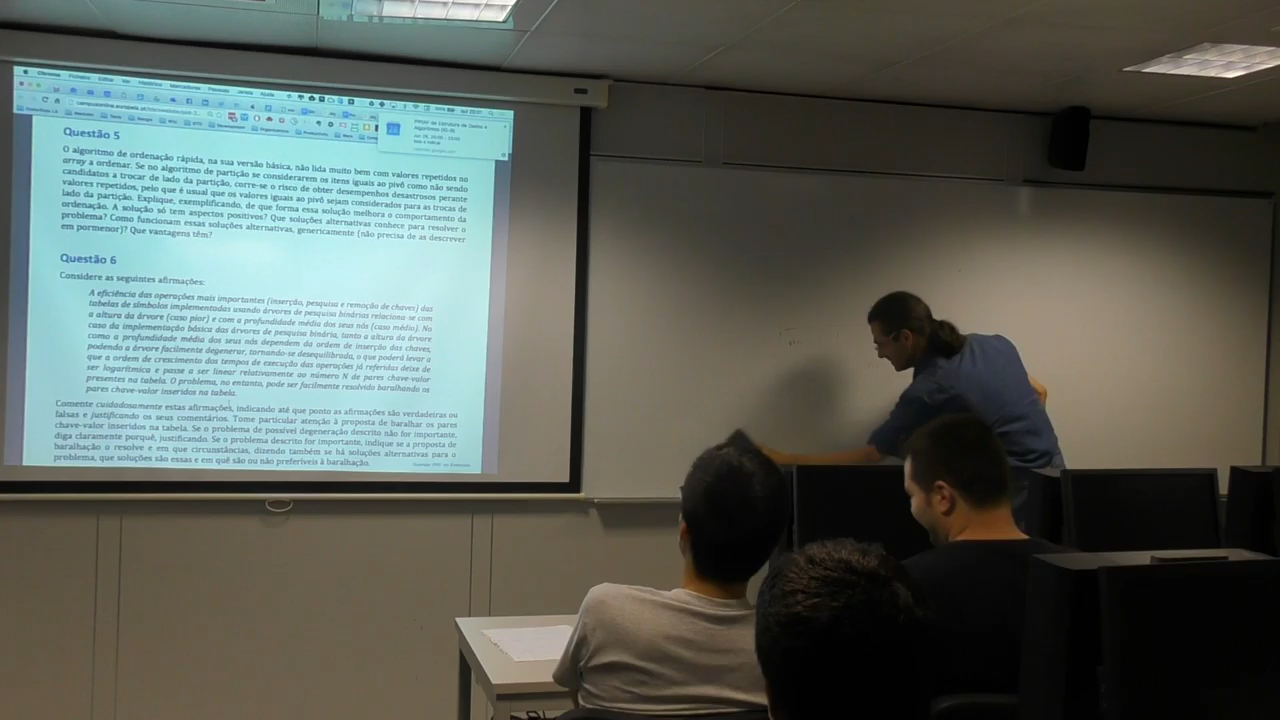 Chrome Ficheiro Editar Ver Histórico Marcadores Pessoas Janela Ajuda
campusonline.europeia.pt
Questão 5
O algoritmo de ordenação rápida, na sua versão básica, não lida muito bem com valores repetidos no
array a ordenar. Se no algoritmo de partição se considerarem os itens iguais ao pivô como não sendo
candidatos a trocar de lado da partição, corre-se o risco de obter desempenhos desastrosos perante
valores repetidos, pelo que é usual que os valores iguais ao pivô sejam considerados para as trocas de
lado da partição. Explique, exemplificando, de que forma essa solução melhora o comportamento da
ordenação. A solução só tem aspectos positivos? Que soluções alternativas conhece para resolver o
problema? Como funcionam essas soluções alternativas, genericamente (não precisa de as descrever
em pormenor)? Que vantagens têm?
Questão 6
Considere as seguintes afirmações:
A eficiência das operações mais importantes (inserção, pesquisa e remoção de chaves) das
tabelas de símbolos implementadas usando árvores de pesquisa binárias relaciona-se com
a altura da árvore (caso pior) e com a profundidade média dos seus nós (caso médio). No
caso da implementação básica das árvores de pesquisa binária, tanto a altura da árvore
como a profundidade média dos seus nós dependem da ordem de inserção das chaves,
podendo a árvore facilmente degenerar, tornando-se desequilibrada, o que poderá levar a
que a ordem de crescimento dos tempos de execução das operações já referidas deixe de
ser logarítmica e passe a ser linear relativamente ao número N de pares chave-valor
presentes na tabela. O problema, no entanto, pode ser facilmente resolvido baralhando os
pares chave-valor inseridos na tabela.
Comente cuidadosamente estas afirmações, indicando até que ponto as afirmações são verdadeiras ou
falsas e justificando os seus comentários. Tome particular atenção à proposta de baralhar os pares
chave-valor inseridos na tabela. Se o problema de possível degeneração descrito não for importante,
diga claramente porquê, justificando. Se o problema descrito for importante, indique se a proposta de
baralhação o resolve e em que circunstâncias, dizendo também se há soluções alternativas para o
problema, que soluções são essas e em quê são ou não preferíveis à baralhação.